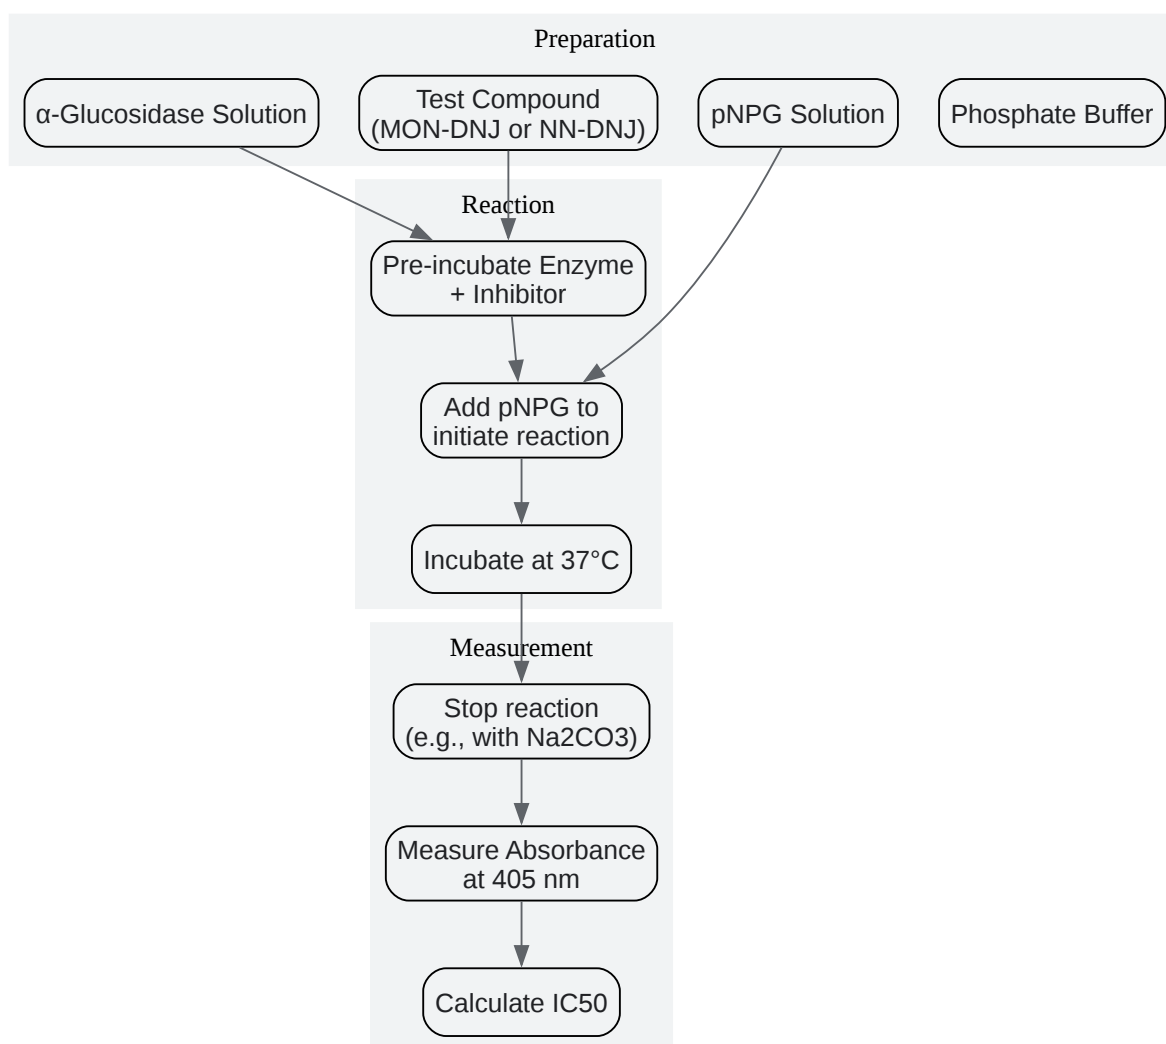 Preparation
α-Glucosidase Solution
Test Compound
(MON-DNJ or NN-DNJ)
pNPG Solution
Phosphate Buffer
Reaction
Pre-incubate Enzyme
+ Inhibitor
Add pNPG to
initiate reaction
Incubate at 37°C
Measurement
Stop reaction
(e.g., with Na2CO3)
Measure Absorbance
at 405 nm
Calculate IC50